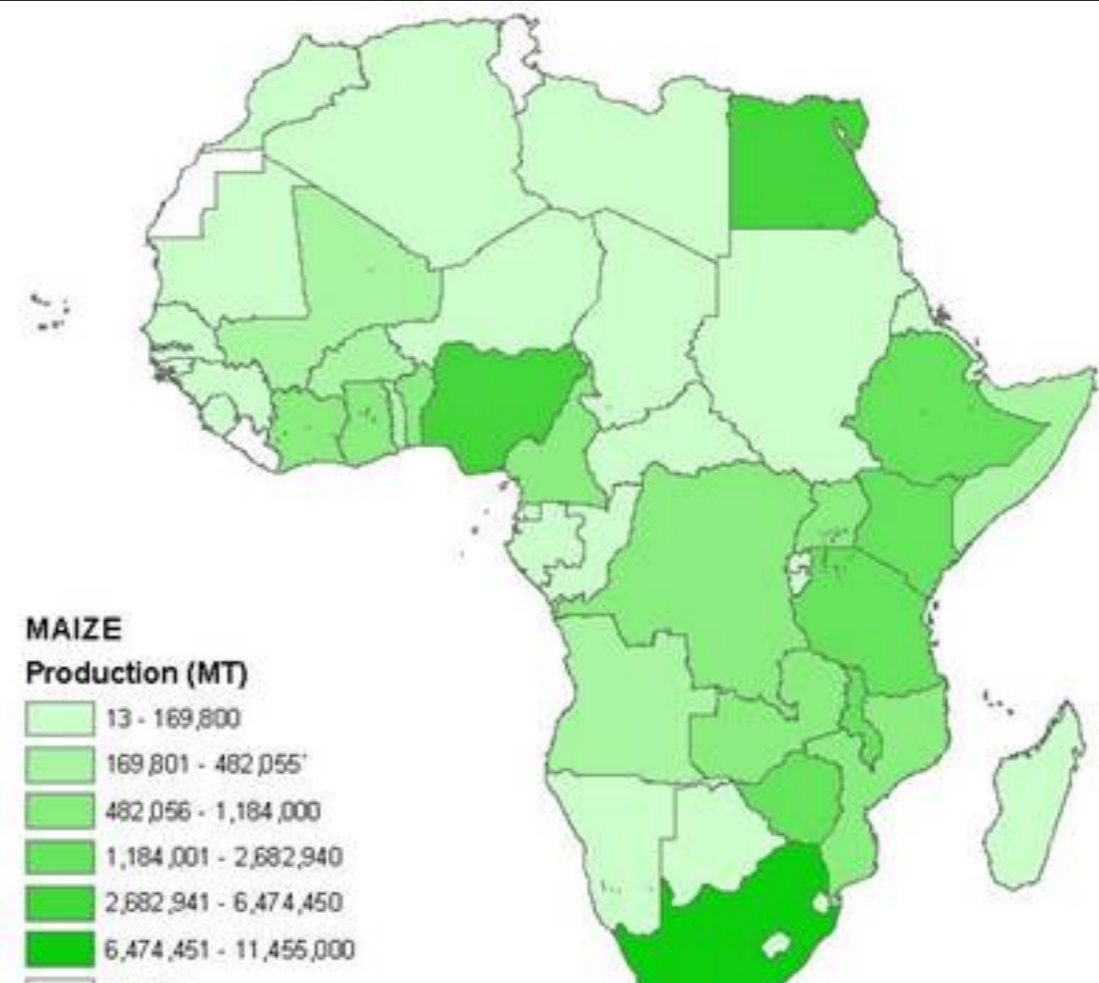 MAIZE
Production (MT)
13 - 169,800
169,801 - 482,055
482,056 - 1,184,000
1,184,001 - 2,682,940
2,682,941 - 6,474,450
6,474,451 - 11,455,000